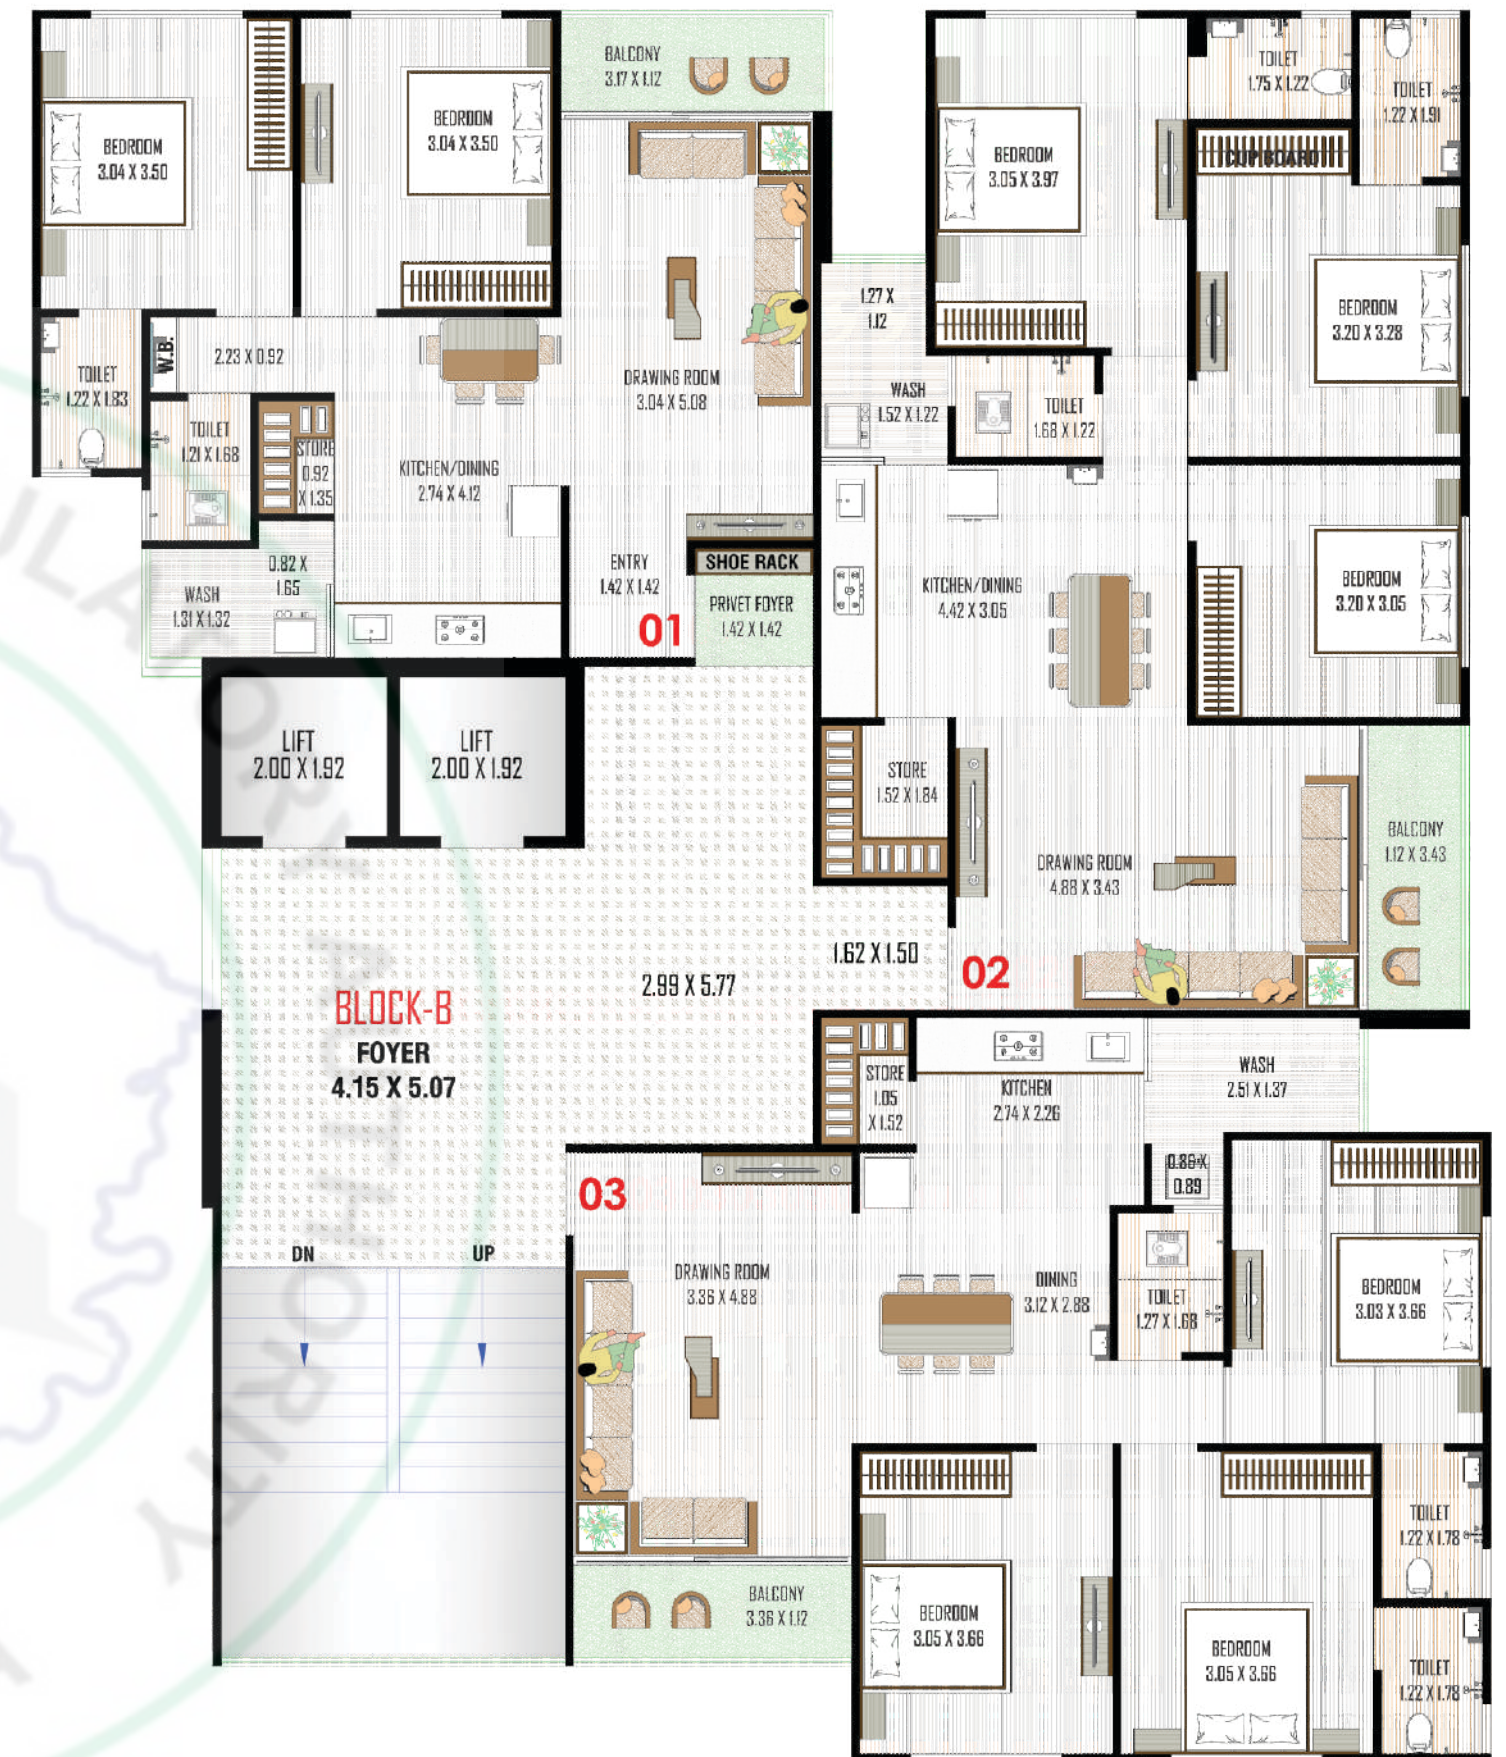 BALCONY
3.17 X 1.12
BEDROOM
3.04 X 3.50
BEDROOM
3.04 X 3.50
DRAWING ROOM
3.04 X 5.08
TOILET
1.22 X 1.83
W.B.
2.23 X 0.92
TOILET
1.21 X 1.68
STORE
0.92
X 1.35
KITCHEN/DINING
2.74 X 4.12
WASH
1.31 X 1.32
0.82 X
1.65
ENTRY
1.42 X 1.42
SHOE RACK
PRIVET FOYER
1.42 X 1.42
01
TOILET
1.75 X 1.22
TOILET
1.22 X 1.91
CUP BOARD
BEDROOM
3.05 X 3.97
BEDROOM
3.20 X 3.28
1.27 X
1.12
WASH
1.52 X 1.22
TOILET
1.68 X 1.22
KITCHEN/DINING
4.42 X 3.05
BEDROOM
3.20 X 3.05
STORE
1.52 X 1.84
DRAWING ROOM
4.88 X 3.43
BALCONY
1.12 X 3.43
02
LIFT
2.00 X 1.92
LIFT
2.00 X 1.92
1.62 X 1.50
2.99 X 5.77
BLOCK-B
FOYER
4.15 X 5.07
DN
UP
STORE
1.05
X 1.52
KITCHEN
2.74 X 2.26
WASH
2.51 X 1.37
0.86 X
0.89
03
DRAWING ROOM
3.36 X 4.88
DINING
3.12 X 2.88
TOILET
1.27 X 1.68
BEDROOM
3.03 X 3.66
BALCONY
3.36 X 1.12
BEDROOM
3.05 X 3.66
BEDROOM
3.05 X 3.66
TOILET
1.22 X 1.78
TOILET
1.22 X 1.78
AUTHORITY